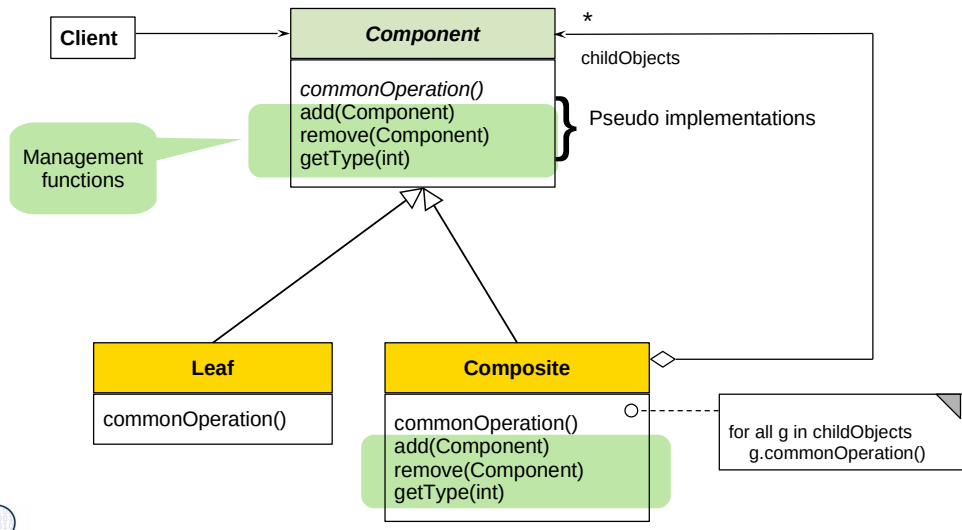 Client
Component
*
childObjects
commonOperation()
add(Component)
remove(Component)
getType(int)
}
Pseudo implementations
Management
functions
Leaf
commonOperation()
Composite
commonOperation()
add(Component)
remove(Component)
getType(int)
for all g in childObjects
g.commonOperation()